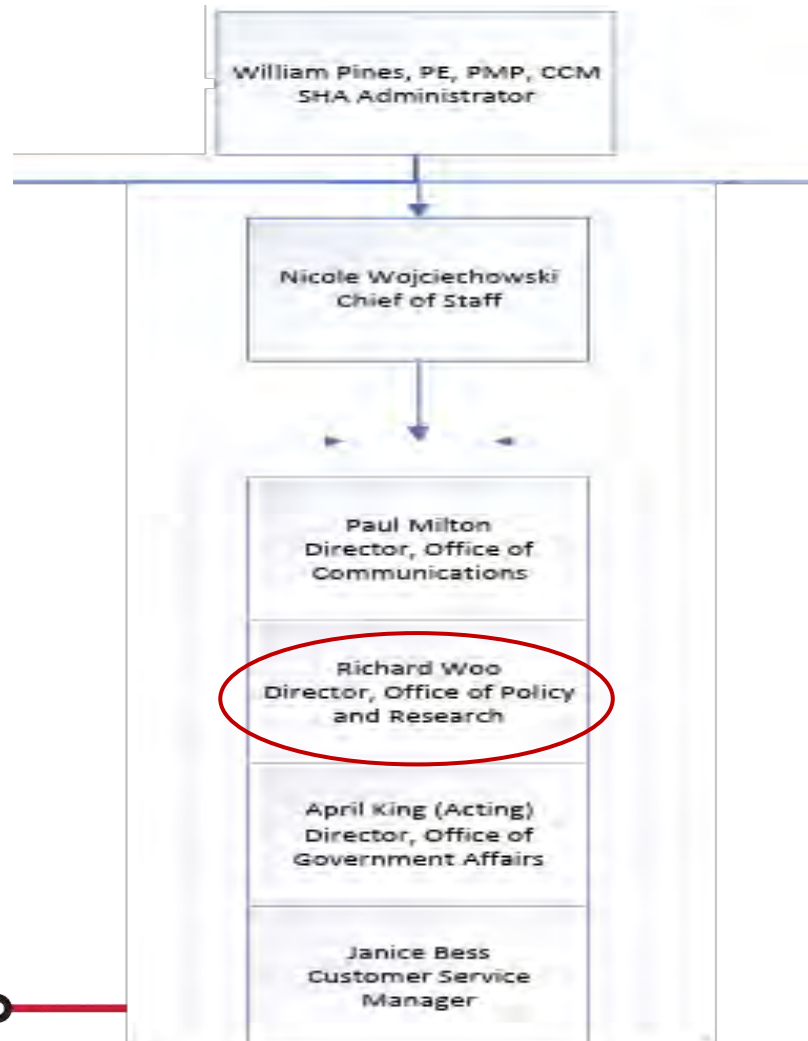 William Pines, PE, PMP, CCM
SHA Administrator
Nicole Wojciechowski
Chief of Staff
Paul Milton
Director, Office of
Communications
Richard Woo
Director, Office of Policy
and Research
April King (Acting)
Director, Office of
Government Affairs
Janice Bess
Customer Service
Manager